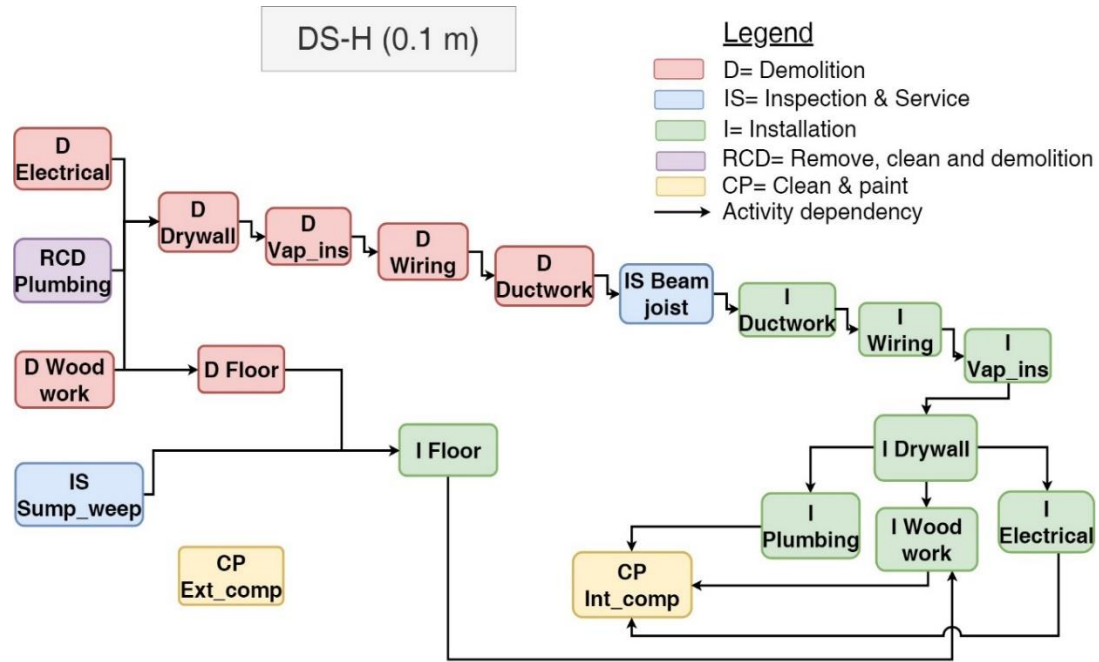 DS-H (0.1 m)
Legend
D= Demolition
IS= Inspection & Service
I= Installation
RCD= Remove, clean and demolition
CP= Clean & paint
Activity dependency
D
Electrical
RCD
Plumbing
D Wood
work
IS
Sump_weep
D
Drywall
D
Vap_ins
D
Wiring
D
Ductwork
IS Beam
joist
I
Ductwork
I
Wiring
I
Vap_ins
D Floor
I Floor
I Drywall
I
Plumbing
I Wood
work
I
Electrical
CP
Ext_comp
CP
Int_comp